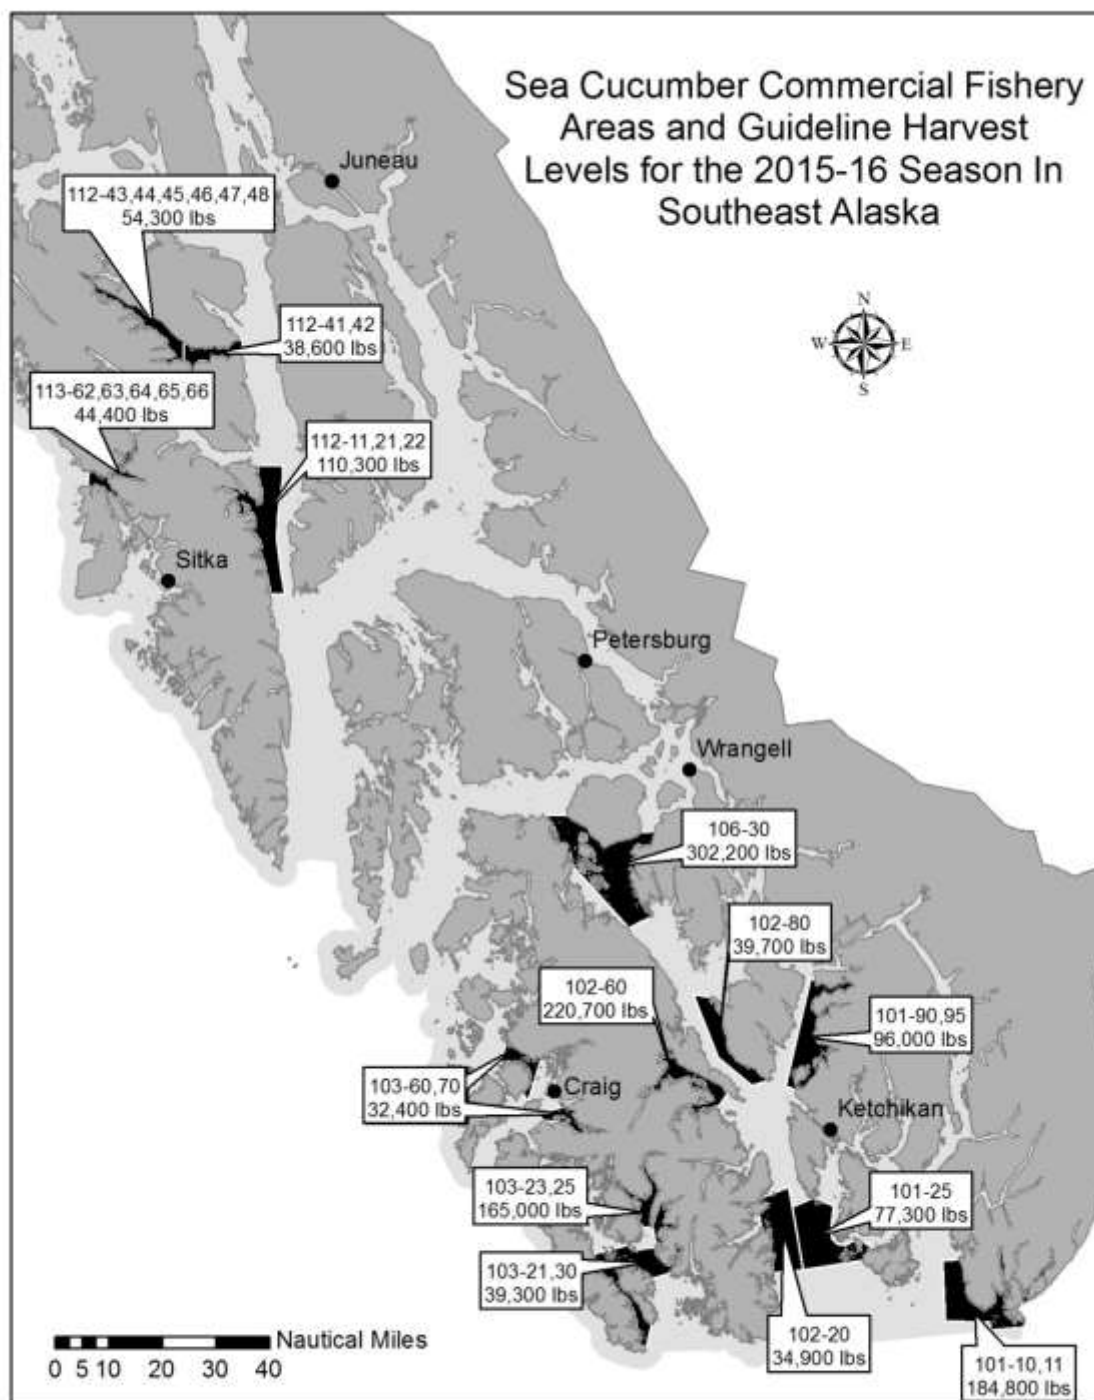 Sea Cucumber Commercial Fishery
Areas and Guideline Harvest
Levels for the 2015-16 Season In
Southeast Alaska
Juneau
112-43,44,45,46,47,48
54,300 lbs
N
W E
S
112-41,42
38,600 lbs
113-62,63,64,65,66
44,400 lbs
112-11,21,22
110,300 lbs
Sitka
Petersburg
Wrangell
106-30
302,200 lbs
102-80
39,700 lbs
102-60
220,700 lbs
101-90,95
96,000 lbs
103-60,70
32,400 lbs
Craig
Ketchikan
103-23,25
165,000 lbs
101-25
77,300 lbs
103-21,30
39,300 lbs
102-20
34,900 lbs
101-10,11
184,800 lbs
Nautical Miles
0 5 10 20 30 40